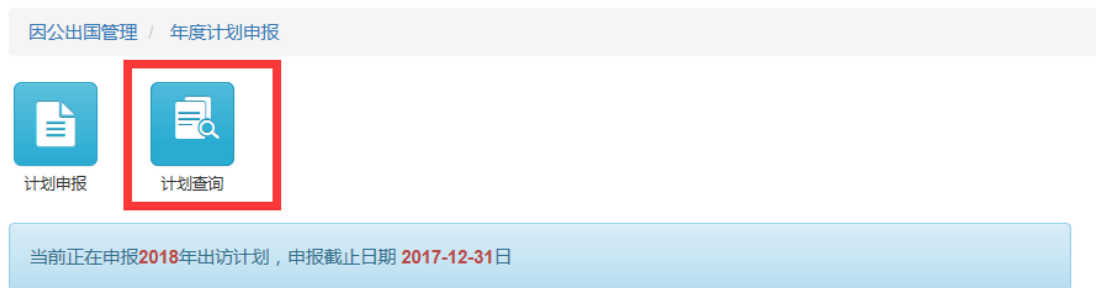 因公出国管理 / 年度计划申报
计划申报 计划查询
当前正在申报2018年出访计划，申报截止日期 2017-12-31日